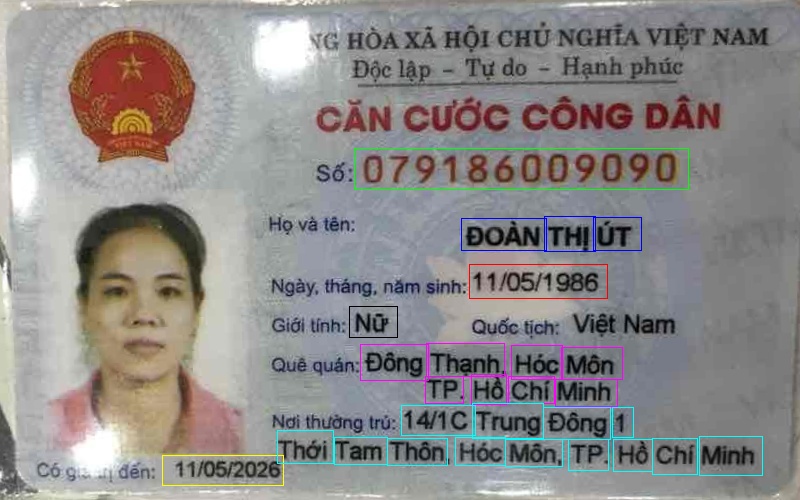 HÒA XÃ HỘI CHỦ NGHĨA VIỆT NAM
Độc lập - Tự do - Hạnh phúc
CĂN CƯỚC CÔNG DÂN
Số: 079186009090
Họ và tên:
ĐOÀN THỊ ÚT
Ngày, tháng, năm sinh: 11/05/1986
Giới tính: Nữ Quốc tịch: Việt Nam
Quê quán: Đông Thạnh, Hóc Môn
TP. Hồ Chí Minh
Nơi thường trú: 14/1C Trung Đông 1
Thới Tam Thôn, Hóc Môn, TP. Hồ Chí Minh
Có giá trị đến: 11/05/2026